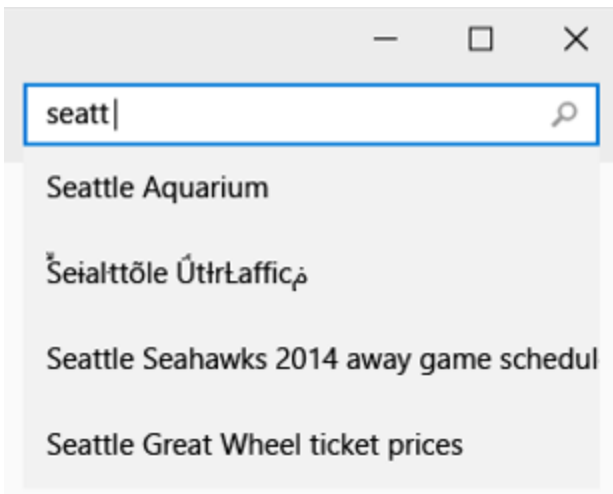 seatt
Seattle Aquarium
Seattle Seahawks 2014 away game schedul
Seattle Great Wheel ticket prices